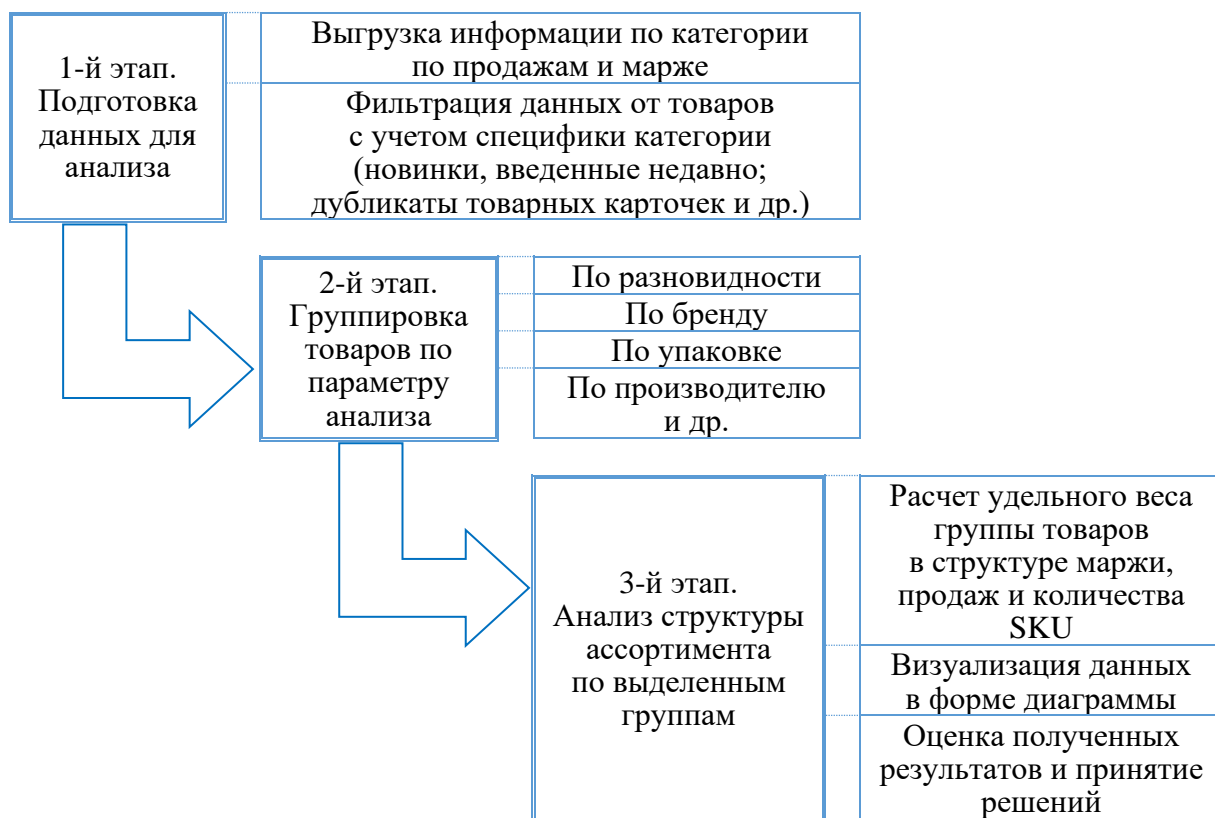 1-й этап.
Подготовка
данных для
анализа
Выгрузка информации по категории
по продажам и марже
Фильтрация данных от товаров
с учетом специфики категории
(новинки, введенные недавно;
дубликаты товарных карточек и др.)
2-й этап.
Группировка
товаров по
параметру
анализа
По разновидности
По бренду
По упаковке
По производителю
и др.
3-й этап.
Анализ структуры
ассортимента
по выделенным
группам
Расчет удельного веса
группы товаров
в структуре маржи,
продаж и количества
SKU
Визуализация данных
в форме диаграммы
Оценка полученных
результатов и принятие
решений